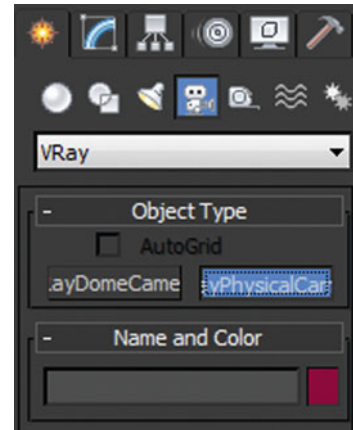 VRay
- Object Type
AutoGrid
.ayDomeCame yPhysicalCar
- Name and Color